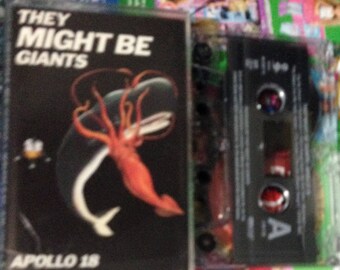 THEY
MIGHT BE
GIANTS
APOLLO 18
A